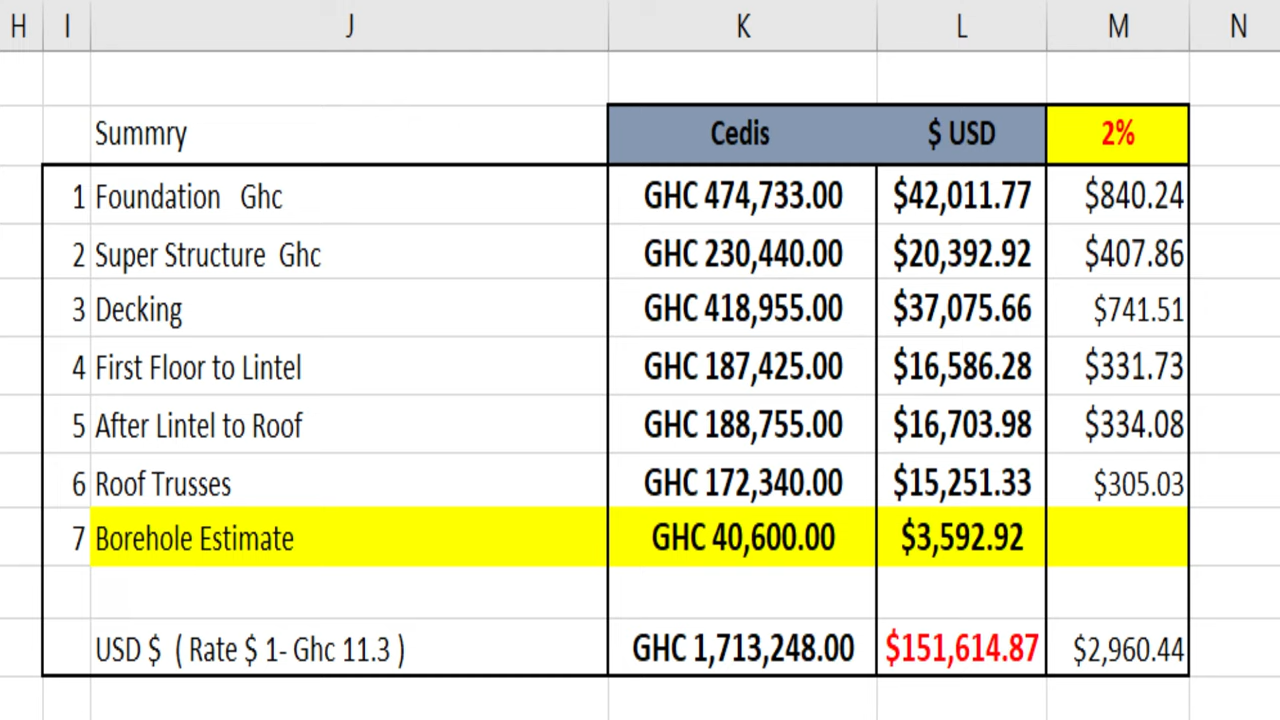 H I J K L M N
Summry Cedis $ USD 2%
1 Foundation Ghc GHC 474,733.00 $42,011.77 $840.24
2 Super Structure Ghc GHC 230,440.00 $20,392.92 $407.86
3 Decking GHC 418,955.00 $37,075.66 $741.51
4 First Floor to Lintel GHC 187,425.00 $16,586.28 $331.73
5 After Lintel to Roof GHC 188,755.00 $16,703.98 $334.08
6 Roof Trusses GHC 172,340.00 $15,251.33 $305.03
7 Borehole Estimate GHC 40,600.00 $3,592.92
USD $ ( Rate $ 1- Ghc 11.3 ) GHC 1,713,248.00 $151,614.87 $2,960.44